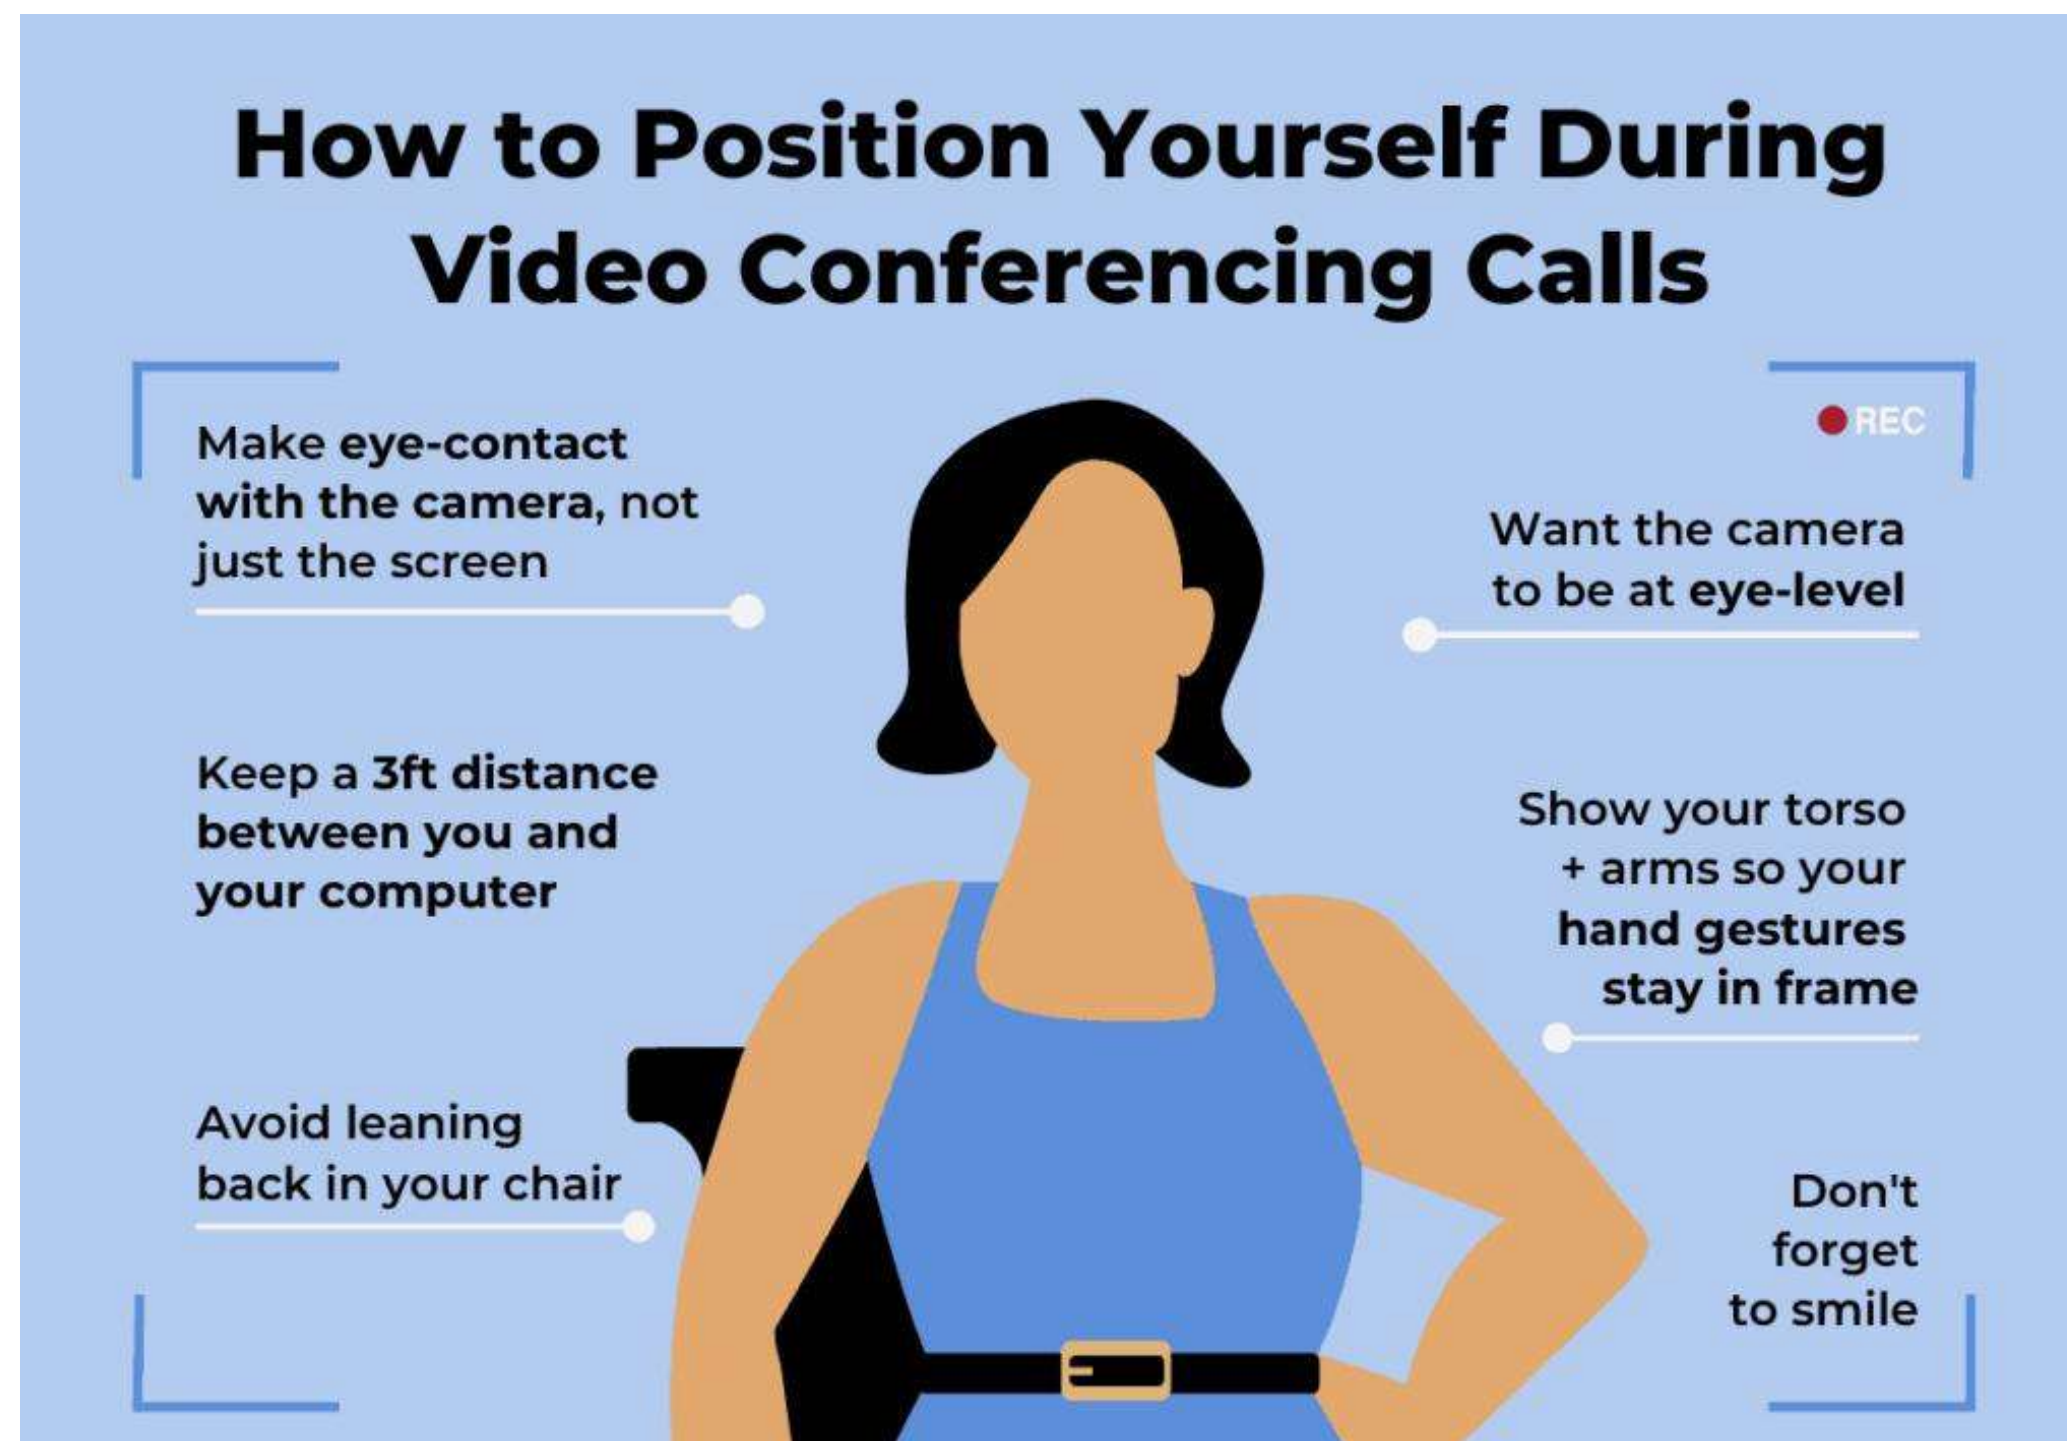 How to Position Yourself During
Video Conferencing Calls
Make eye-contact
with the camera, not
just the screen
Keep a 3ft distance
between you and
your computer
Avoid leaning
back in your chair
REC
Want the camera
to be at eye-level
Show your torso
+ arms so your
hand gestures
stay in frame
Don't
forget
to smile